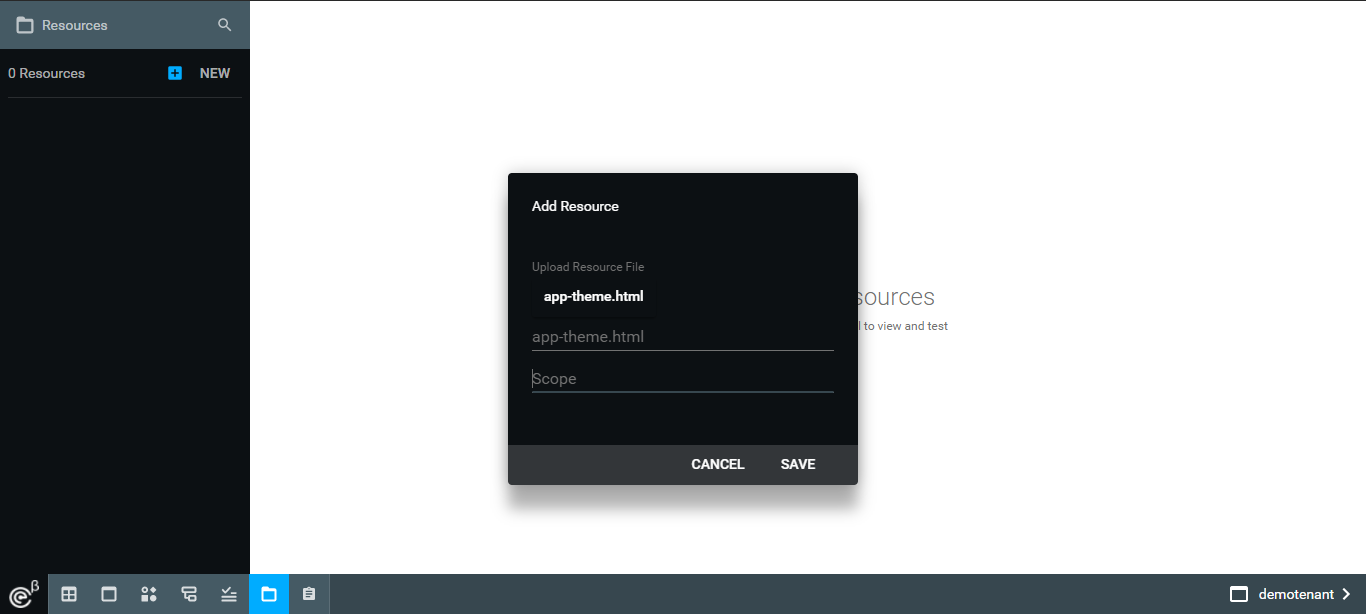 Resources
0 Resources
NEW
Add Resource
Upload Resource File
app-theme.html
app-theme.html
Scope
CANCEL
SAVE
sources
to view and test
β
demotenant